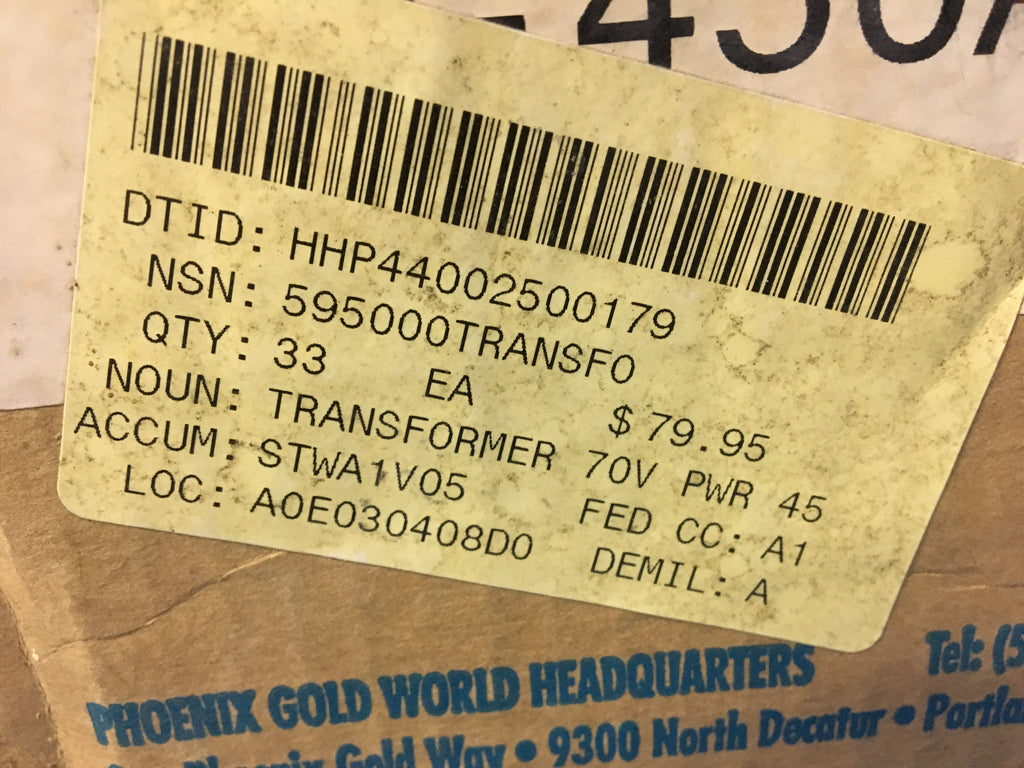 -450
DTID: HHP44002500179
NSN: 595000TRANSFO
QTY: 33 EA $ 79.95
NOUN: TRANSFORMER 70V PWR 45
ACCUM: STWA1V05 FED CC: A1
LOC: A0E030408D0 DEMIL: A
PHOENIX GOLD WORLD HEADQUARTERS Tel: (5
Phoenix Gold Way • 9300 North Decatur • Portla